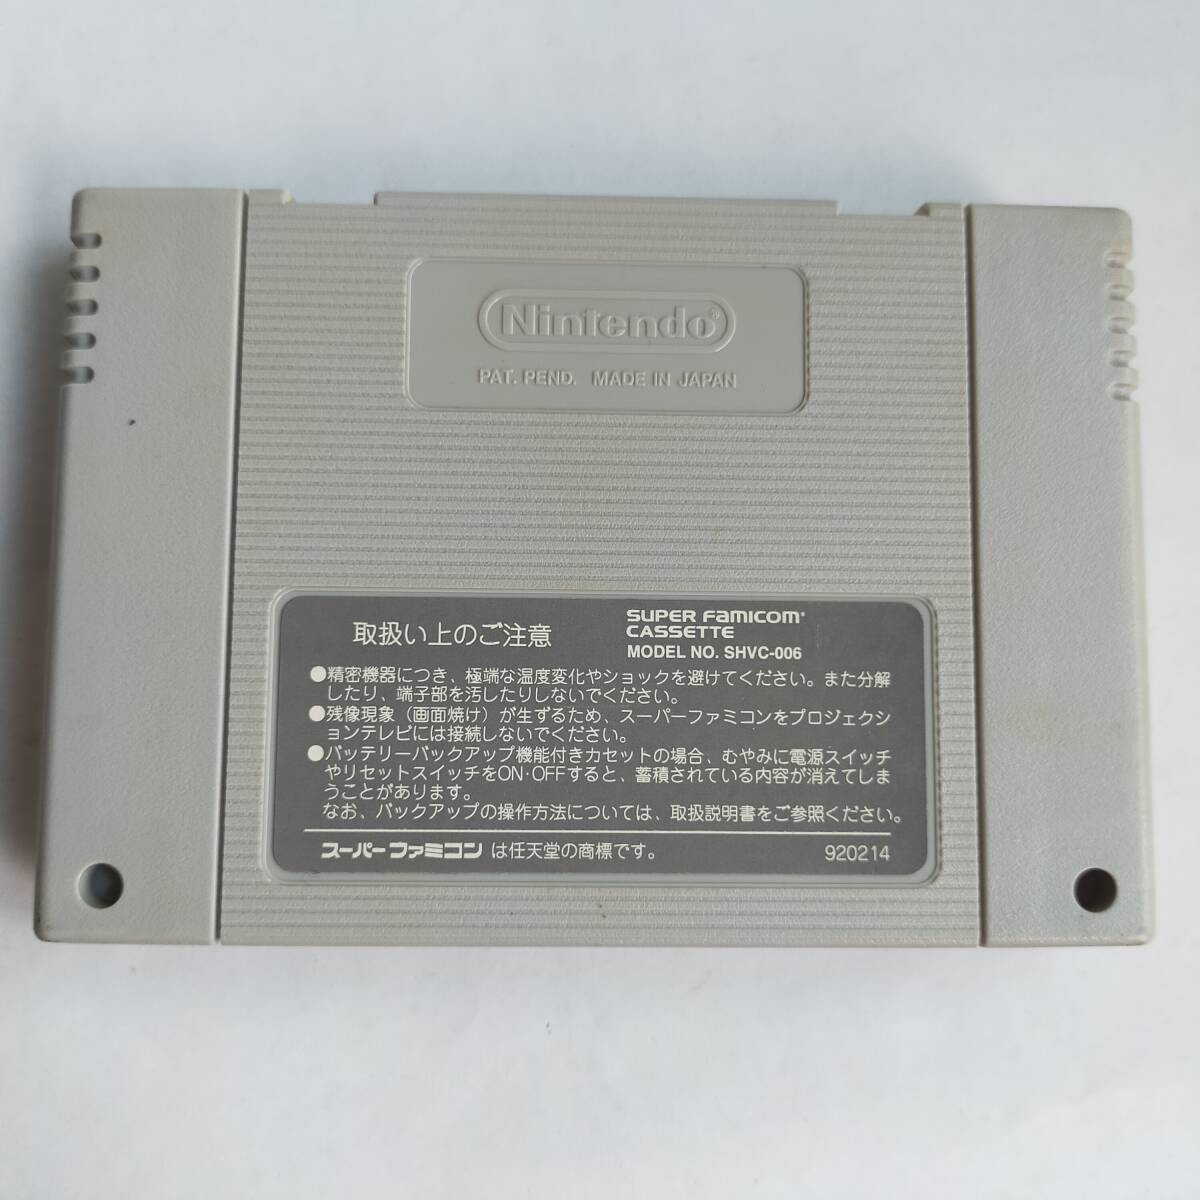 Nintendo®
PAT. PEND. MADE IN JAPAN
取扱い上のご注意
SUPER FAMICOM
CASSETTE
MODEL NO. SHVC-006
●精密機器につき、極端な温度変化やショックを避けてください。また分解
したり、端子部を汚したりしないでください。
●残像現象（画面焼け）が生ずるため、スーパーファミコンをプロジェクシ
ョンテレビには接続しないでください。
●バッテリーバックアップ機能付きカセットの場合、むやみに電源スイッチ
やリセットスイッチをON・OFFすると、蓄積されている内容が消えてしま
うことがあります。
なお、バックアップの操作方法については、取扱説明書をご参照ください。
スーパーファミコン は任天堂の商標です。
920214